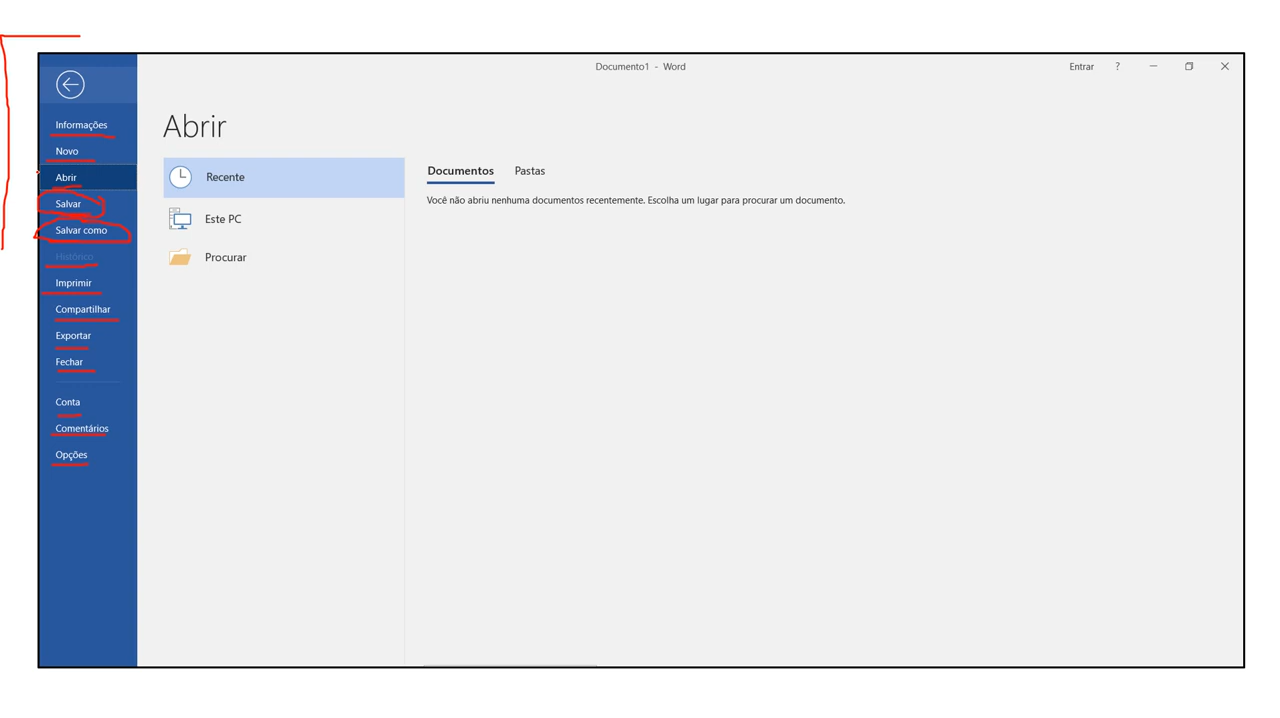 Documento1 - Word
Entrar ?
Informações
Novo
Abrir
Salvar
Salvar como
Histórico
Imprimir
Compartilhar
Exportar
Fechar
Conta
Comentários
Opções
Abrir
Recente
Este PC
Procurar
Documentos Pastas
Você não abriu nenhuma documentos recentemente. Escolha um lugar para procurar um documento.